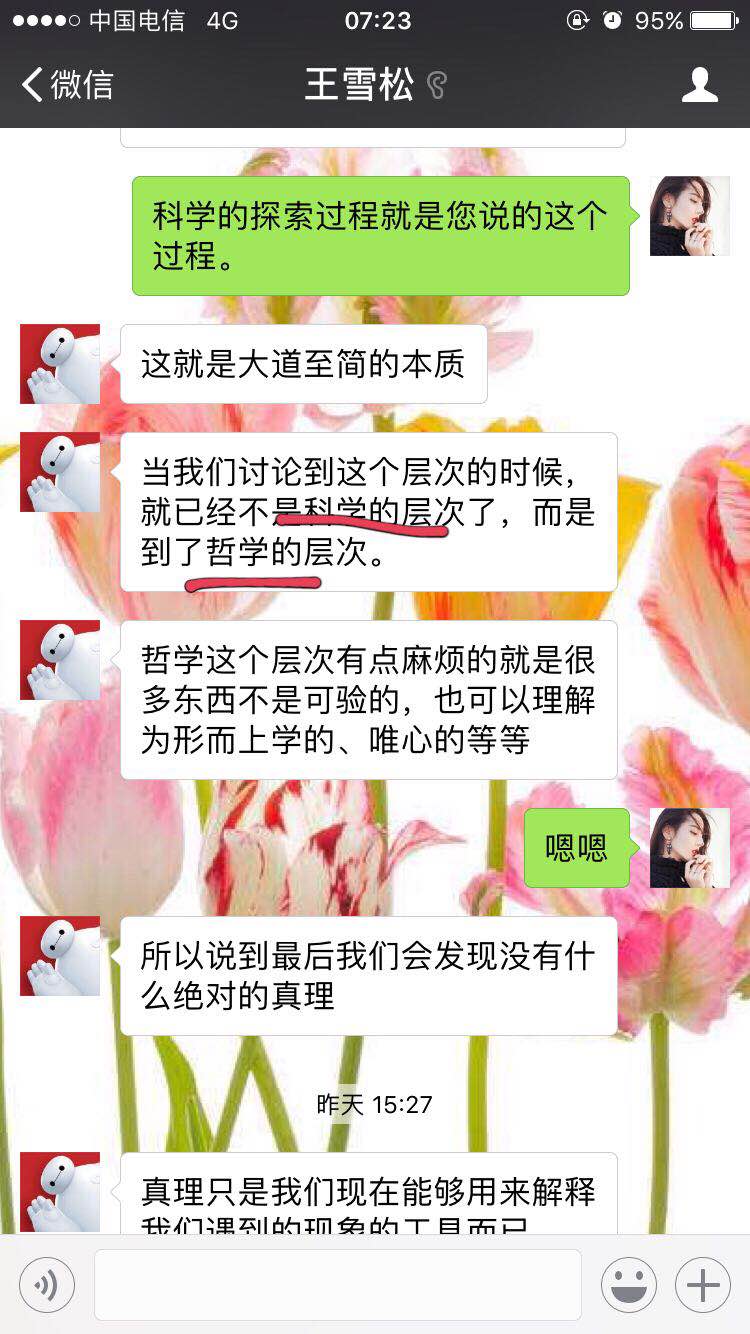 中国电信 4G 07:23 95%
微信 王雪松
科学的探索过程就是您说的这个
过程。
这就是大道至简的本质
当我们讨论到这个层次的时候，
就已经不是科学的层次了，而是
到了哲学的层次。
哲学这个层次有点麻烦的就是很
多东西不是可验的，也可以理解
为形而上学的、唯心的等等
嗯嗯
所以说到最后我们会发现没有什
么绝对的真理
昨天 15:27
真理只是我们现在能够用来解释
我们遇到的现象的工具而已